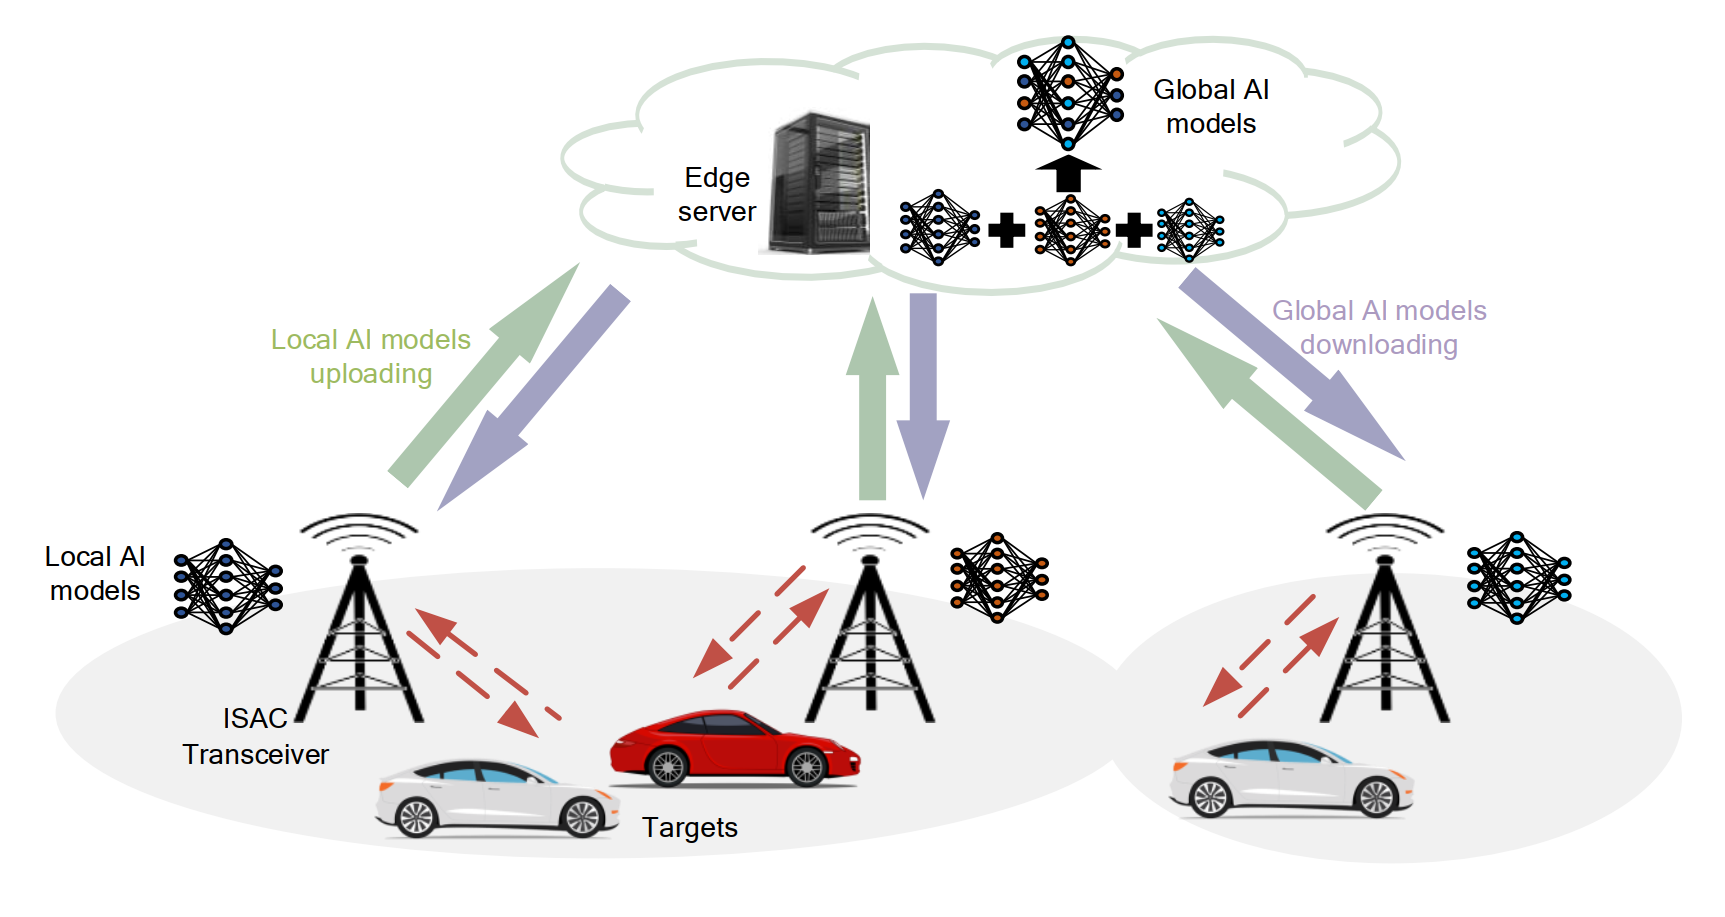 Global AI
models
Edge
server
Local AI models
uploading
Global AI models
downloading
Local AI
models
ISAC
Transceiver
Targets